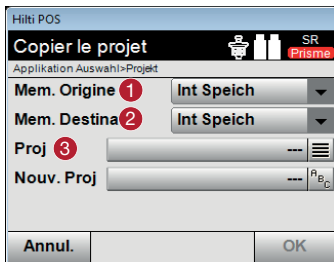 Hilti POS
Copier le projet SR
Prisme
Applikation Auswahl>Projekt
Mem. Origine 1 Int Speich
Mem. Destina 2 Int Speich
Proj 3 ---
Nouv. Proj --- ABC
Annul. OK